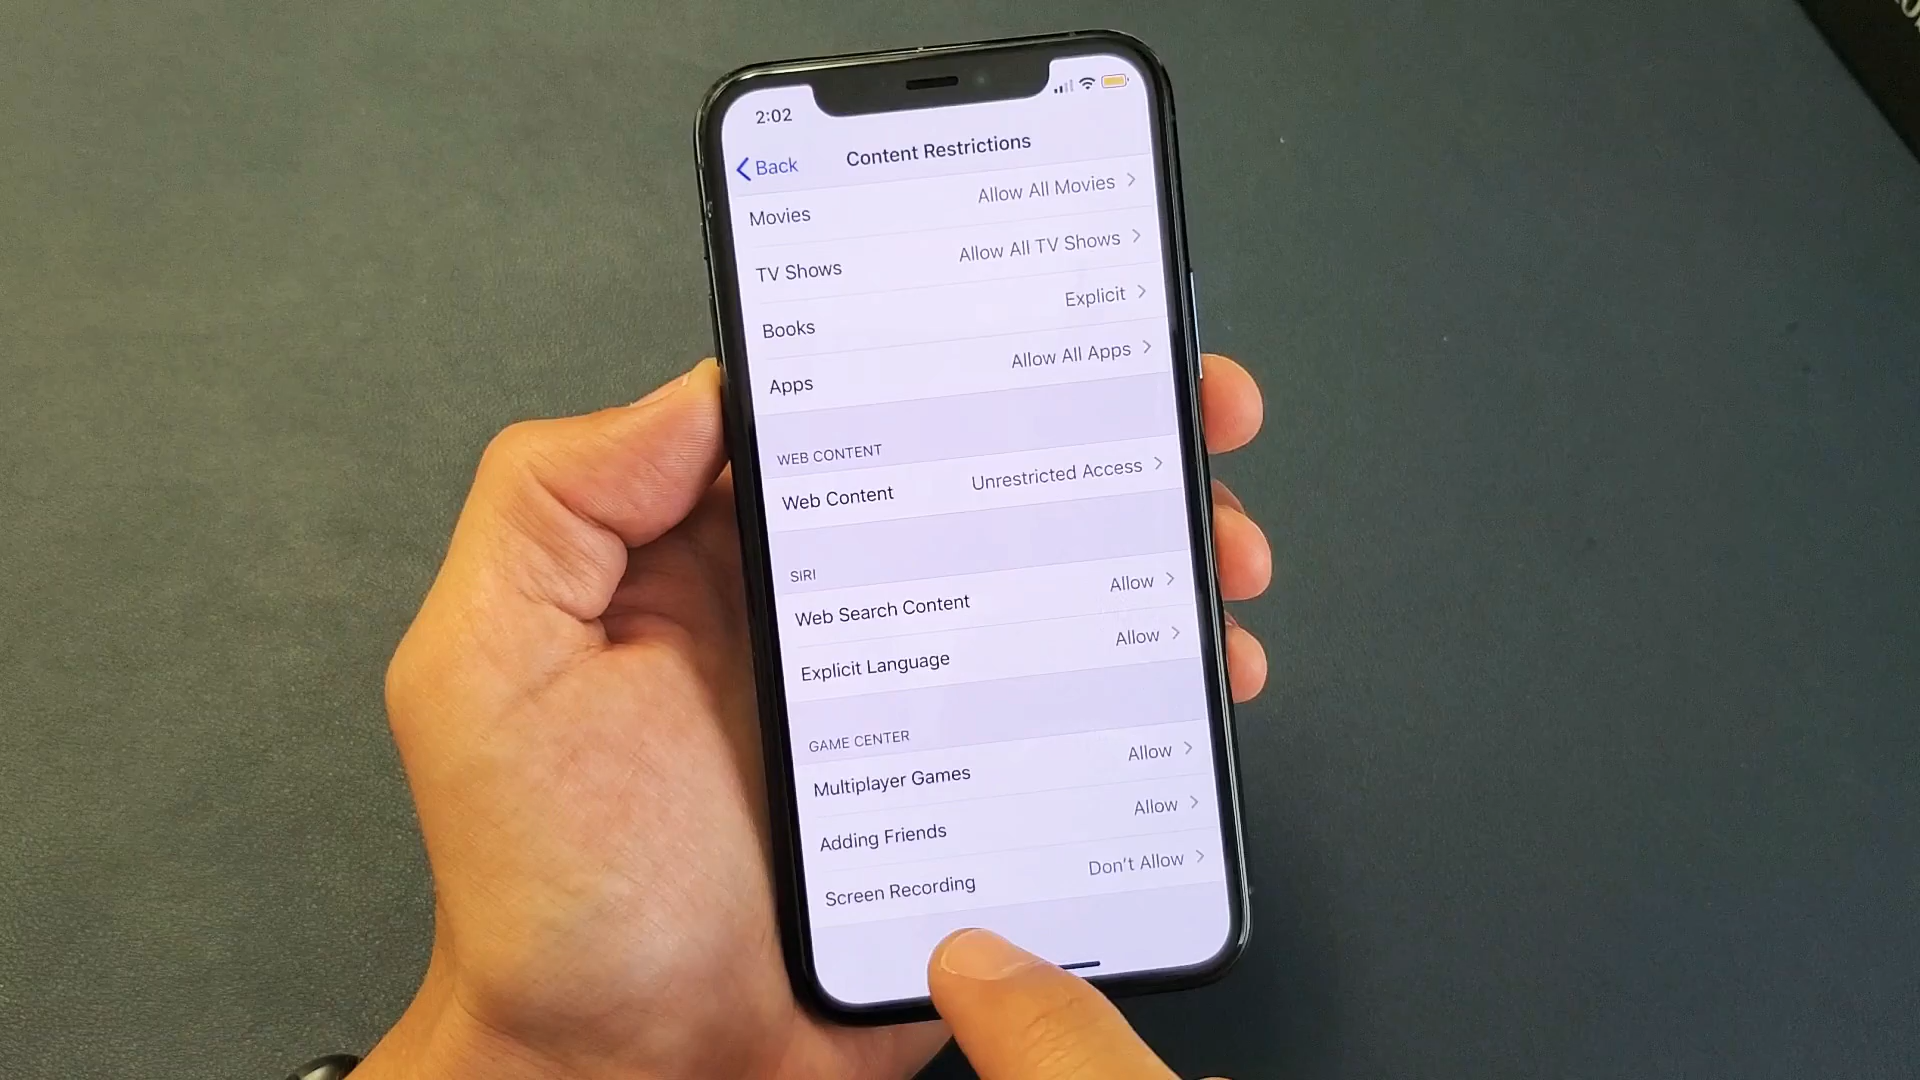 2:02
Back Content Restrictions
Movies Allow All Movies
TV Shows Allow All TV Shows
Books Explicit
Apps Allow All Apps
WEB CONTENT
Web Content Unrestricted Access
SIRI
Web Search Content Allow
Explicit Language Allow
GAME CENTER
Multiplayer Games Allow
Adding Friends Allow
Screen Recording Don't Allow